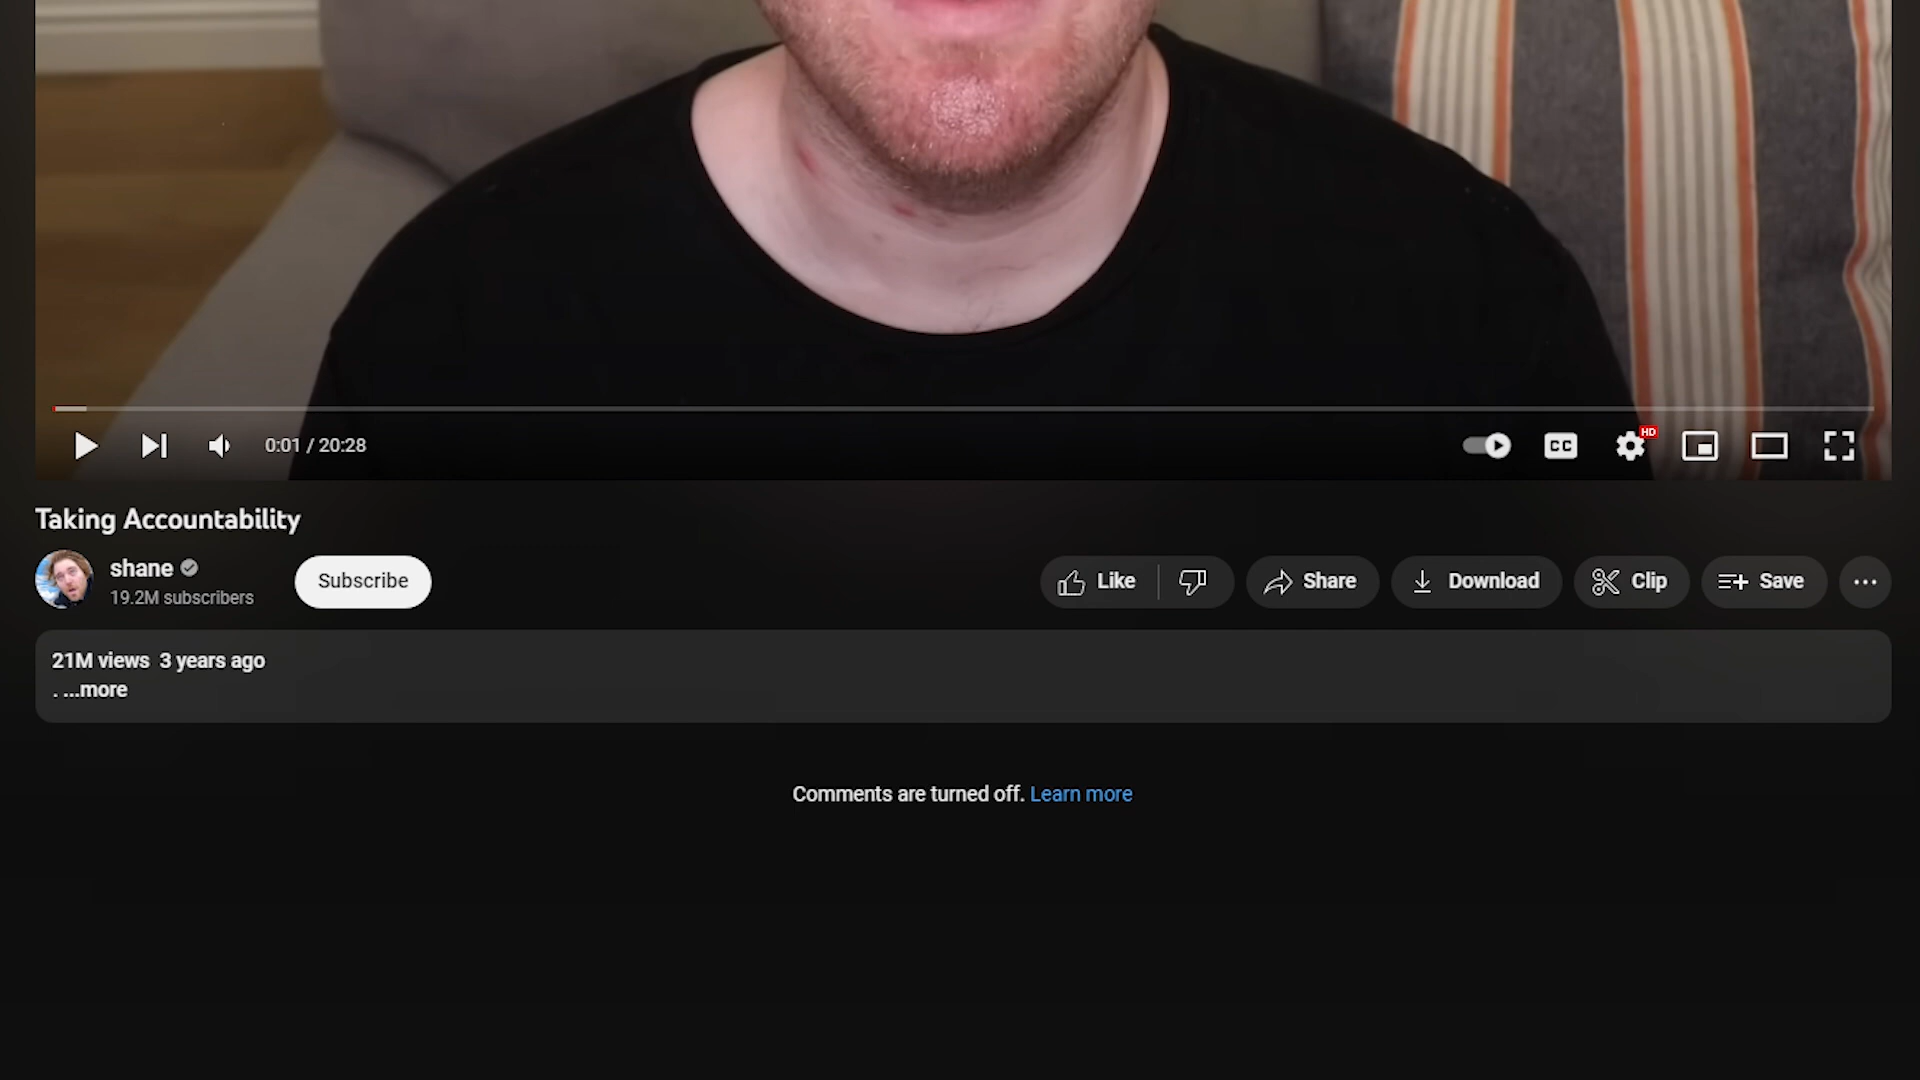 0:01 / 20:28
CC
HD
Taking Accountability
shane
19.2M subscribers
Subscribe
Like
Share
Download
Clip
Save
21M views 3 years ago
. ...more
Comments are turned off. Learn more